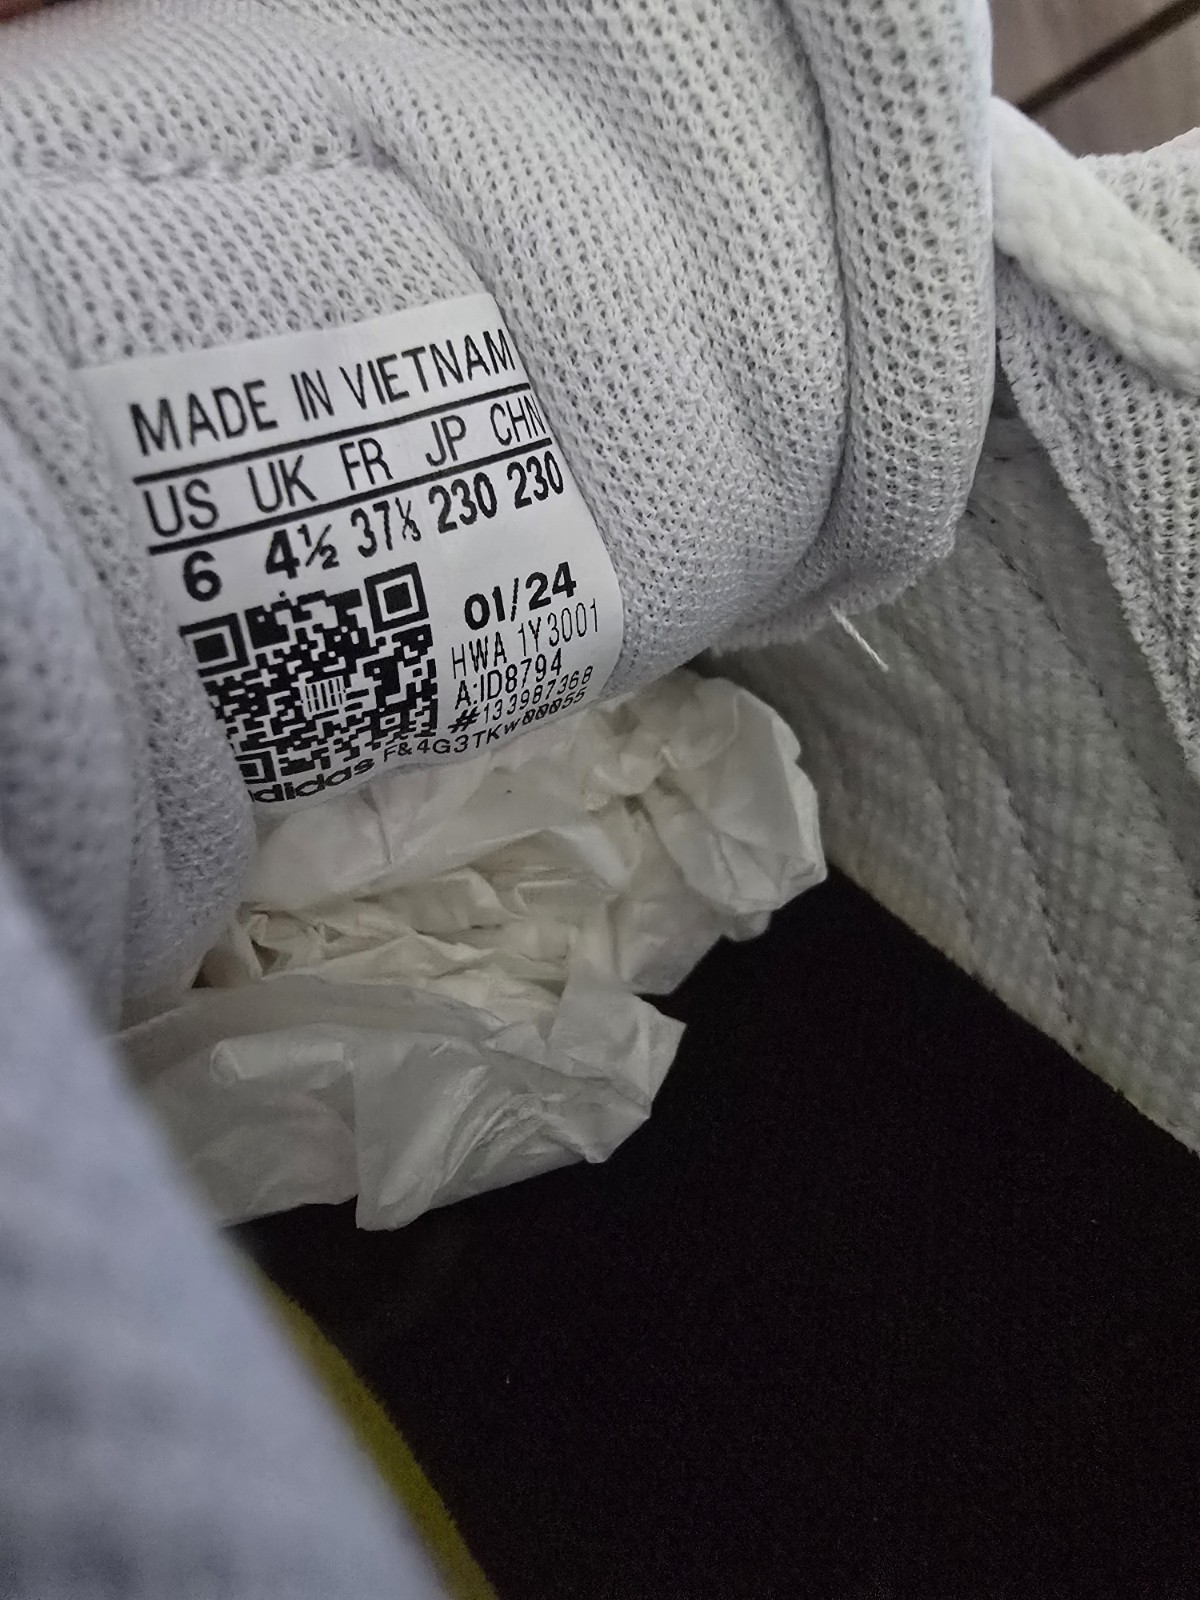 MADE IN VIETNAM
US UK FR JP CHN
6 4½ 37⅓ 230 230
01/24
HWA 1Y3001
A:ID8794
#133987368
adidas F&4G3TKw00055